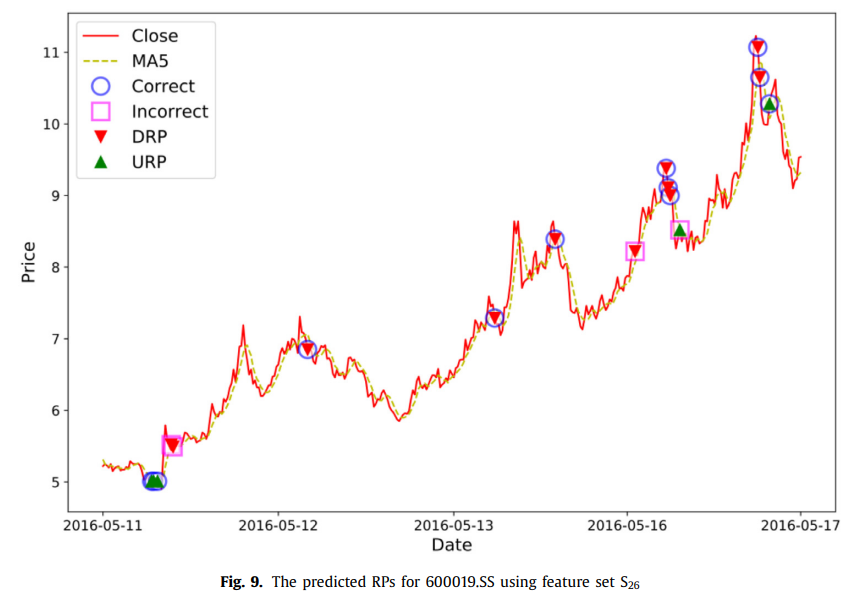 Close
MA5
Correct
Incorrect
DRP
URP
11
10
9
8
7
6
5
Price
2016-05-11 2016-05-12 2016-05-13 2016-05-16 2016-05-17
Date
Fig. 9. The predicted RPs for 600019.SS using feature set S26